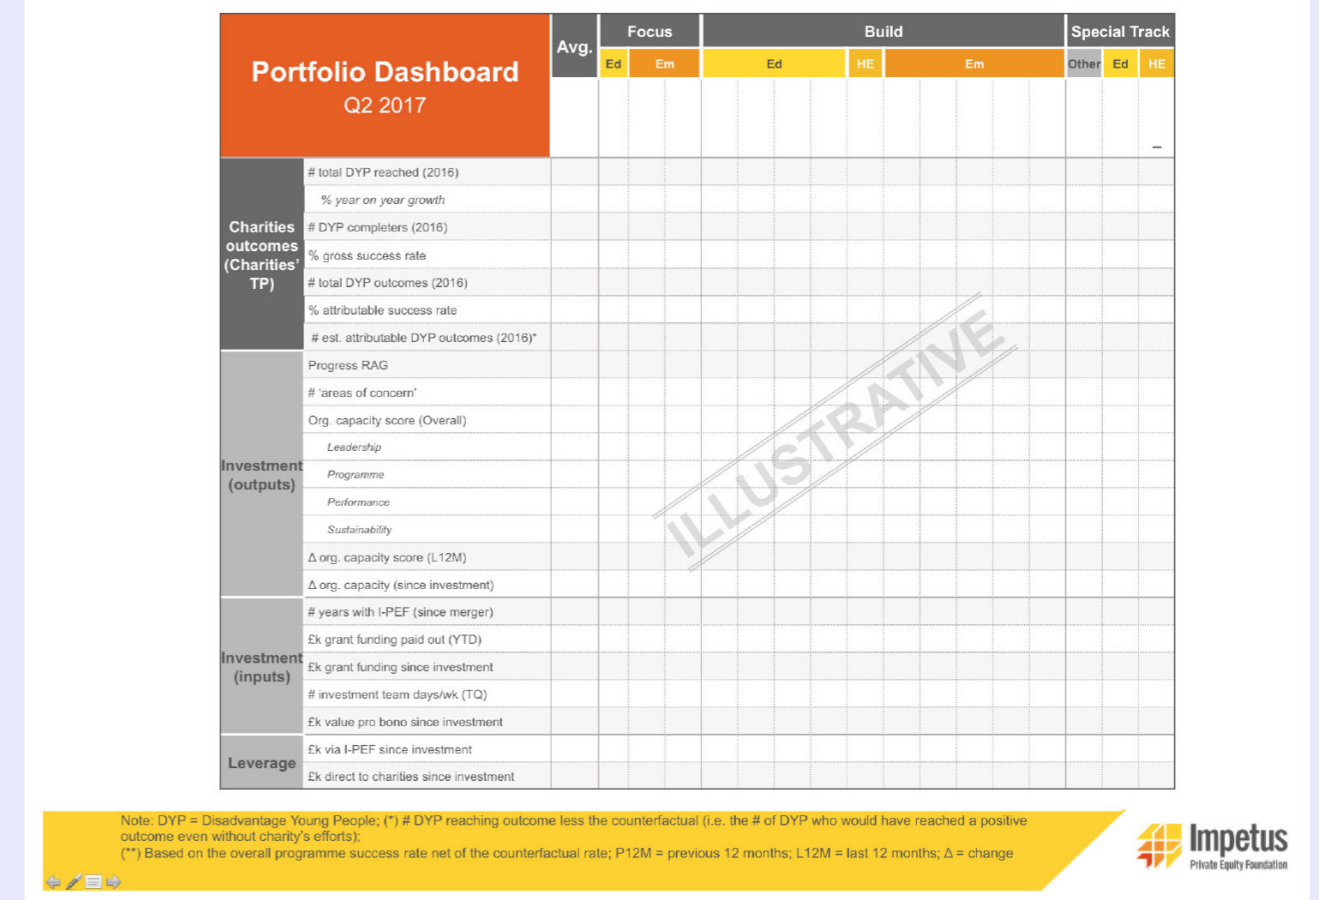 Portfolio Dashboard
Q2 2017
Avg.
Focus
Build
Special Track
Ed
Em
Ed
HE
Em
Other
Ed
HE
–
Charities
outcomes
(Charities'
TP)
# total DYP reached (2016)
% year on year growth
# DYP completers (2016)
% gross success rate
# total DYP outcomes (2016)
% attributable success rate
# est. attributable DYP outcomes (2016)*
Investment
(outputs)
Progress RAG
# 'areas of concern'
Org. capacity score (Overall)
Leadership
Programme
Performance
Sustainability
Δ org. capacity score (L12M)
Δ org. capacity (since investment)
Investment
(inputs)
# years with I-PEF (since merger)
£k grant funding paid out (YTD)
£k grant funding since investment
# investment team days/wk (TQ)
£k value pro bono since investment
Leverage
£k via I-PEF since investment
£k direct to charities since investment
ILLUSTRATIVE
Note: DYP = Disadvantage Young People; (*) # DYP reaching outcome less the counterfactual (i.e. the # of DYP who would have reached a positive
outcome even without charity's efforts);
(**) Based on the overall programme success rate net of the counterfactual rate; P12M = previous 12 months; L12M = last 12 months; Δ = change
Impetus
Private Equity Foundation